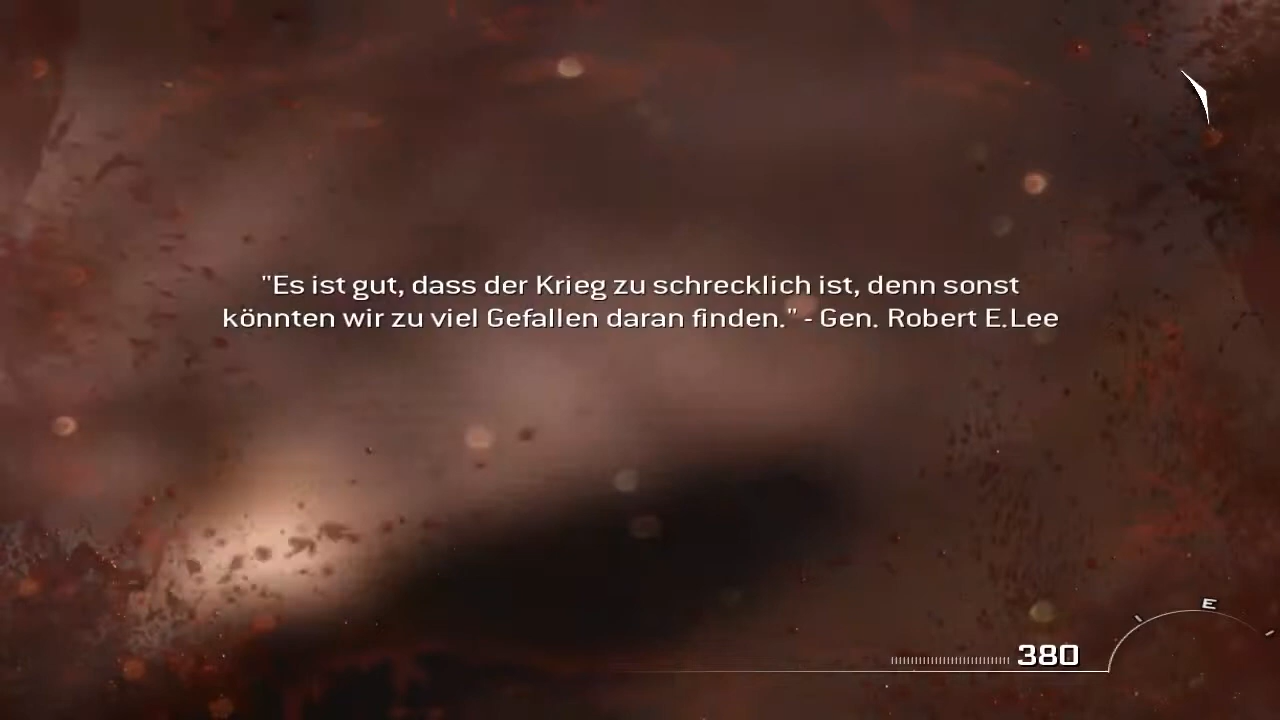 "Es ist gut, dass der Krieg zu schrecklich ist, denn sonst
könnten wir zu viel Gefallen daran finden." - Gen. Robert E.Lee
E
380